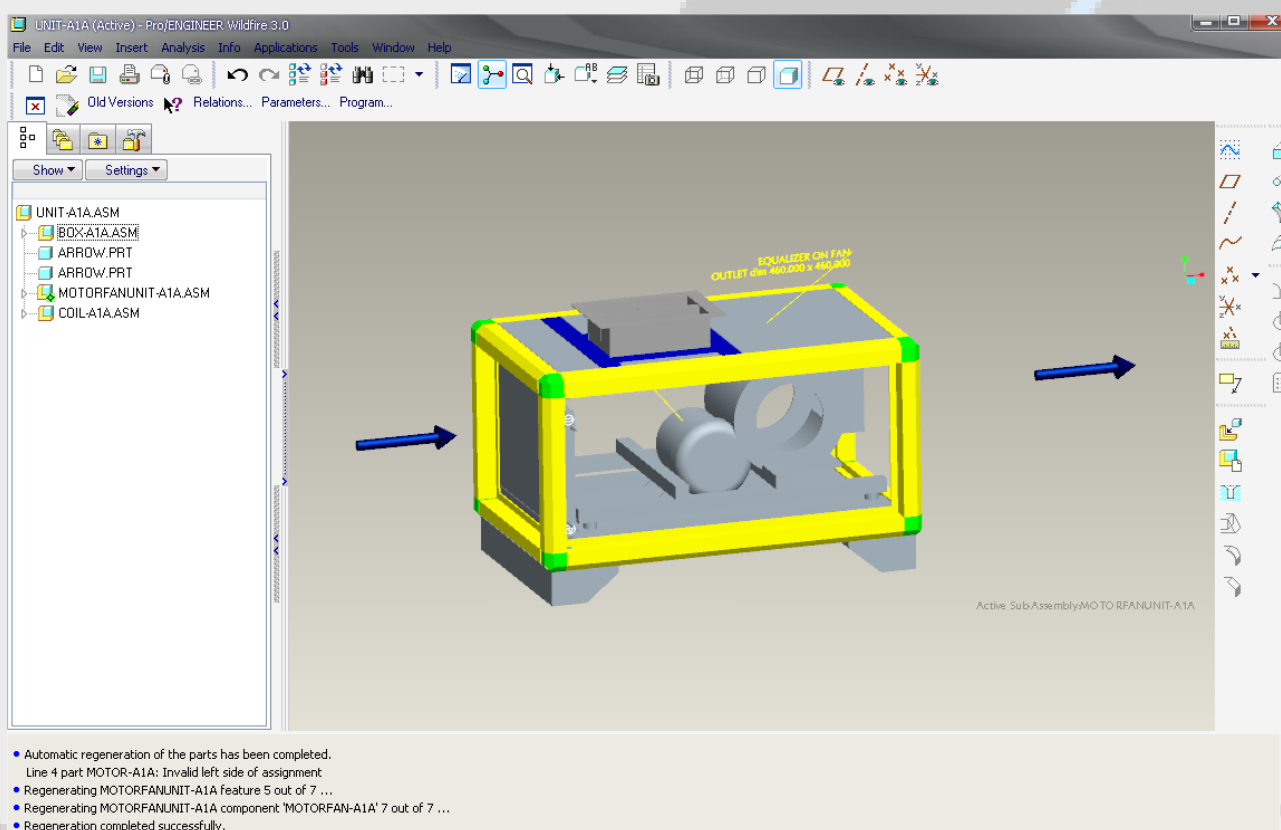 UNIT-A1A (Active) - Pro/ENGINEER Wildfire 3.0
File Edit View Insert Analysis Info Applications Tools Window Help
Old Versions Relations... Parameters... Program...
Show Settings
UNIT-A1A.ASM
BOX-A1A.ASM
ARROW.PRT
ARROW.PRT
MOTORFANUNIT-A1A.ASM
COIL-A1A.ASM
EQUALIZER ON FAN-
OUTLET dim 460.000 x 460.000
Active Sub-Assembly:MOTORFANUNIT-A1A
Automatic regeneration of the parts has been completed.
Line 4 part MOTOR-A1A: Invalid left side of assignment
Regenerating MOTORFANUNIT-A1A feature 5 out of 7 ...
Regenerating MOTORFANUNIT-A1A component 'MOTORFAN-A1A' 7 out of 7 ...
Regeneration completed successfully.